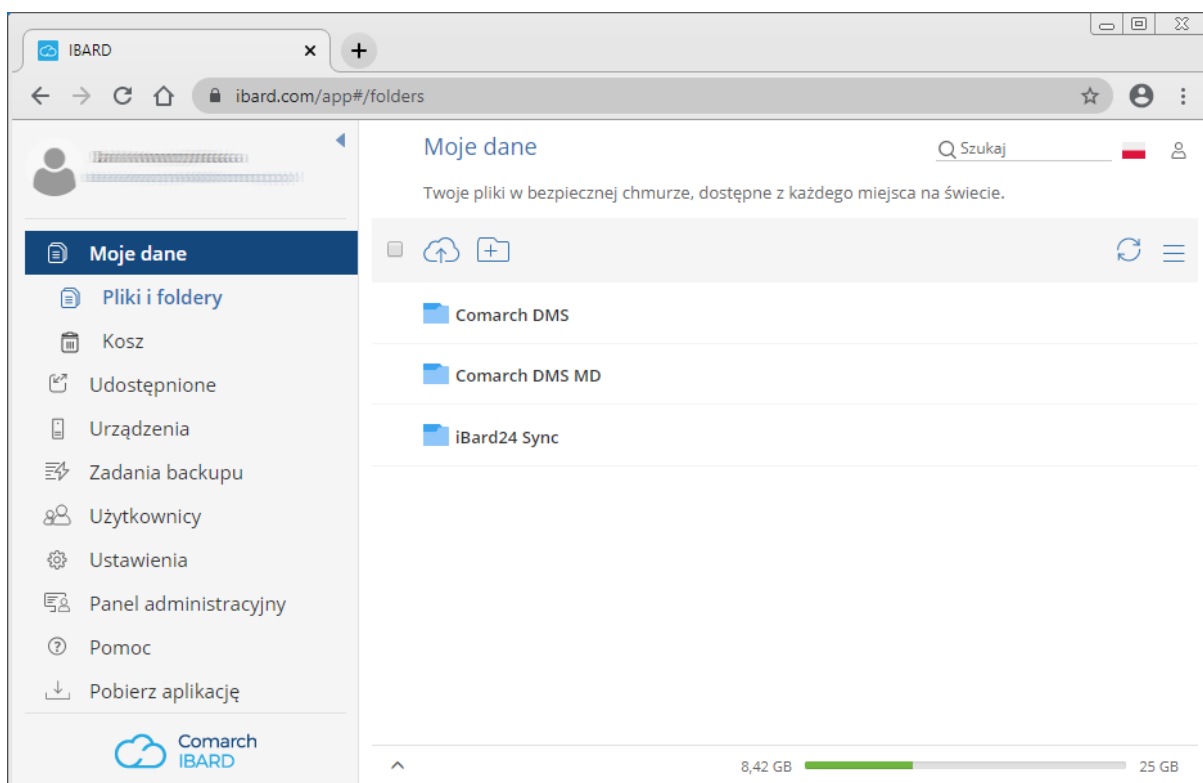 IBARD
ibard.com/app#/folders
Moje dane
Szukaj
Twoje pliki w bezpiecznej chmurze, dostępne z każdego miejsca na świecie.
Moje dane
Pliki i foldery
Kosz
Udostępnione
Urządzenia
Zadania backupu
Użytkownicy
Ustawienia
Panel administracyjny
Pomoc
Pobierz aplikację
Comarch
IBARD
Comarch DMS
Comarch DMS MD
iBard24 Sync
8,42 GB
25 GB